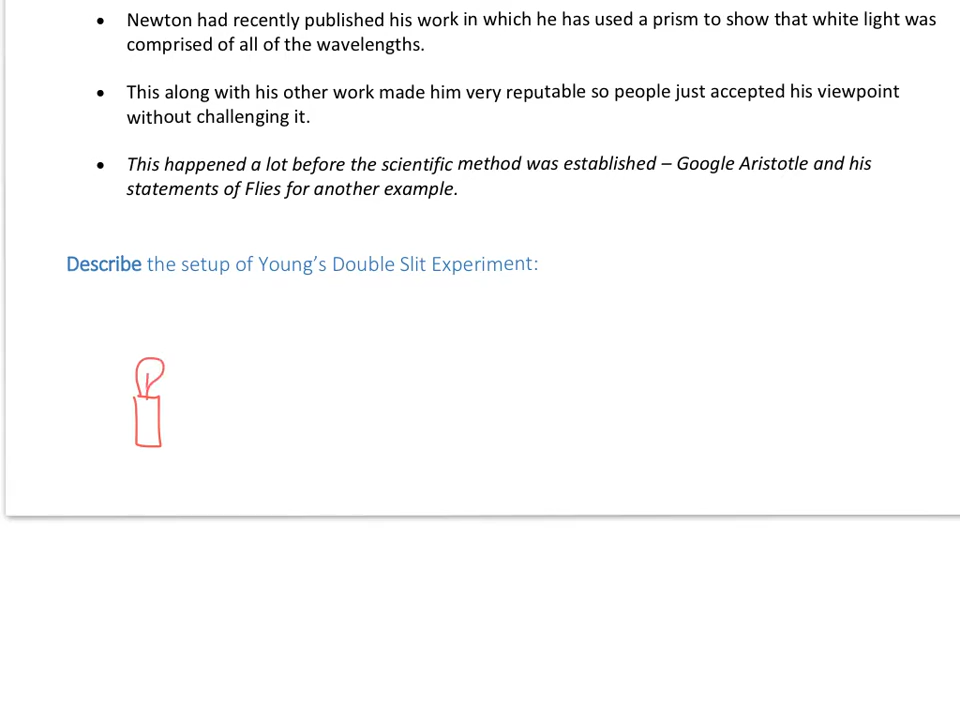 • Newton had recently published his work in which he has used a prism to show that white light was
comprised of all of the wavelengths.
• This along with his other work made him very reputable so people just accepted his viewpoint
without challenging it.
• This happened a lot before the scientific method was established – Google Aristotle and his
statements of Flies for another example.
Describe the setup of Young's Double Slit Experiment: